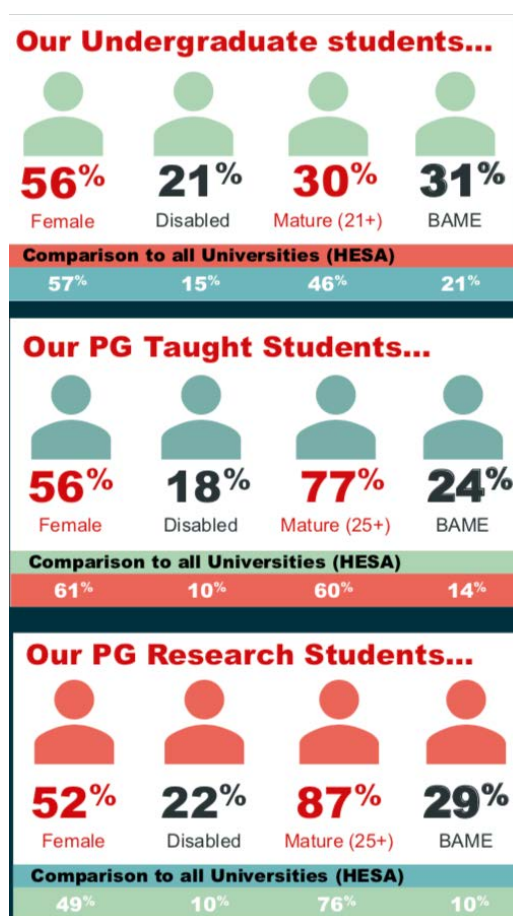 Our Undergraduate students...
56% 21% 30% 31%
Female Disabled Mature (21+) BAME
Comparison to all Universities (HESA)
57% 15% 46% 21%
Our PG Taught Students...
56% 18% 77% 24%
Female Disabled Mature (25+) BAME
Comparison to all Universities (HESA)
61% 10% 60% 14%
Our PG Research Students...
52% 22% 87% 29%
Female Disabled Mature (25+) BAME
Comparison to all Universities (HESA)
49% 10% 76% 10%